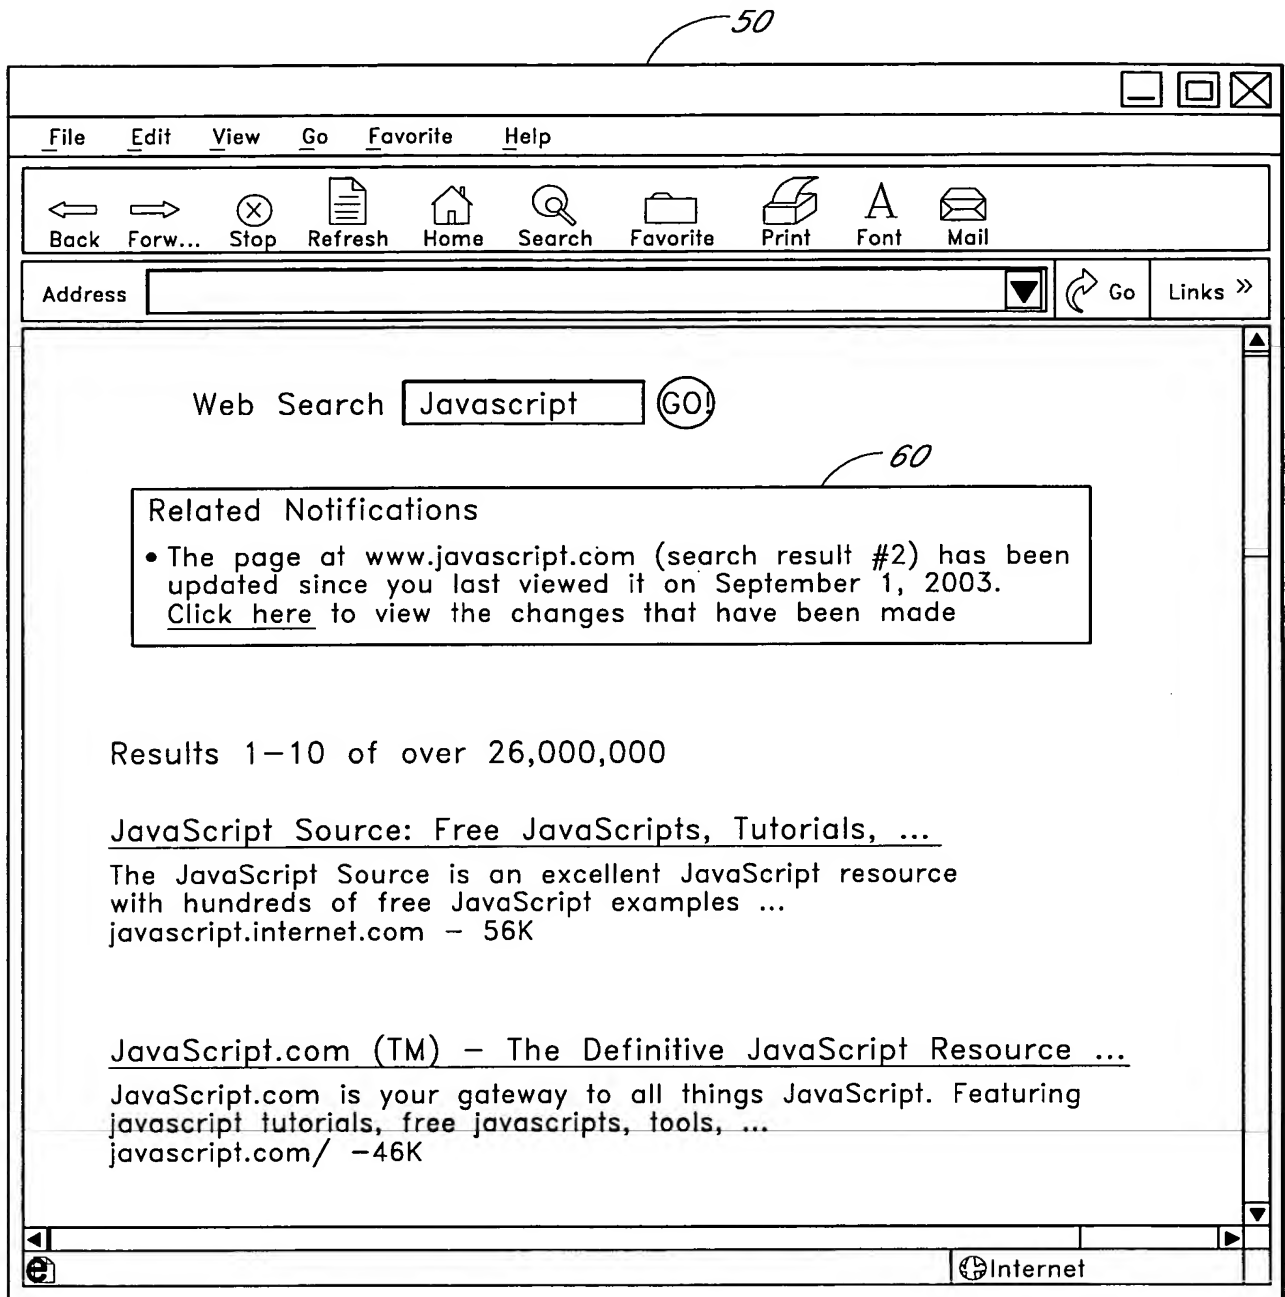 50
File Edit View Go Favorite Help
Back Forw... Stop Refresh Home Search Favorite Print Font Mail
Address Go Links »
Web Search Javascript GO!
60
Related Notifications
• The page at www.javascript.com (search result #2) has been
updated since you last viewed it on September 1, 2003.
Click here to view the changes that have been made
Results 1-10 of over 26,000,000
JavaScript Source: Free JavaScripts, Tutorials, ...
The JavaScript Source is an excellent JavaScript resource
with hundreds of free JavaScript examples ...
javascript.internet.com - 56K
JavaScript.com (TM) - The Definitive JavaScript Resource ...
JavaScript.com is your gateway to all things JavaScript. Featuring
javascript tutorials, free javascripts, tools, ...
javascript.com/ -46K
Internet